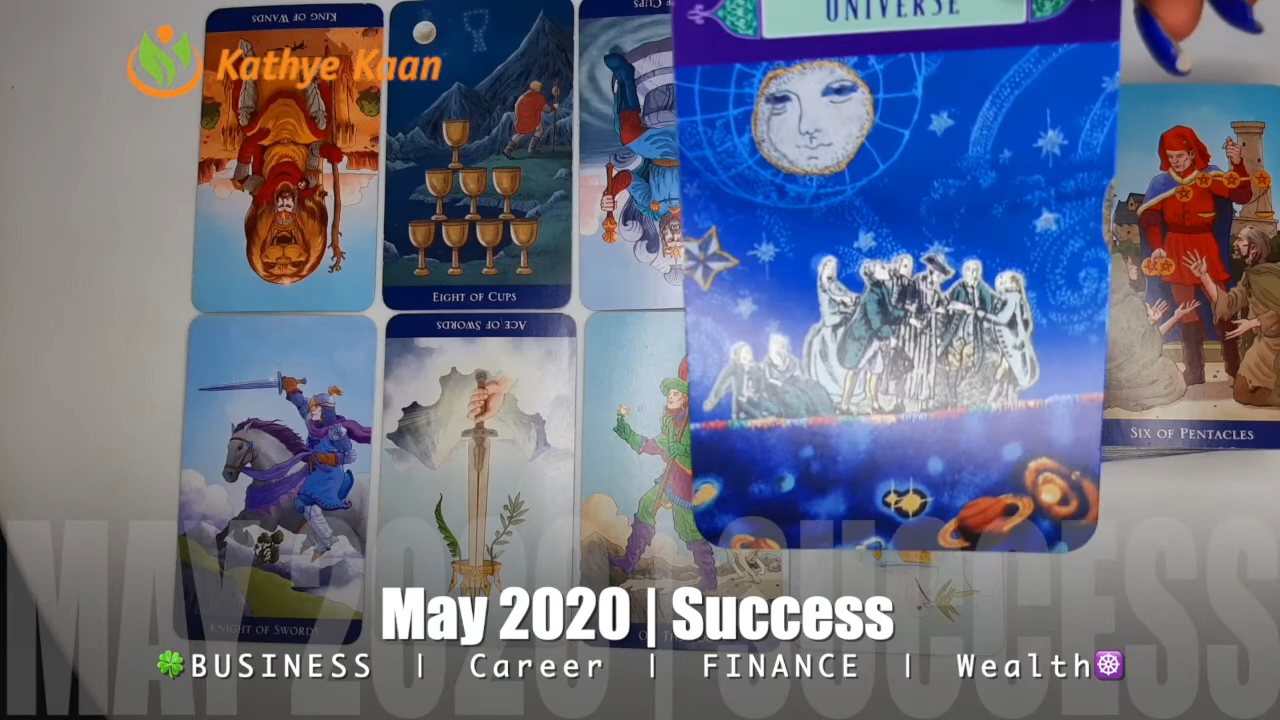 KING OF WANDS
Kathye Kaan
UNIVERSE
EIGHT OF CUPS
ACE OF SWORDS
SIX OF PENTACLES
KNIGHT OF SWORDS
May 2020 | Success
BUSINESS | Career | FINANCE | Wealth
MAY 2020 | SUCCESS